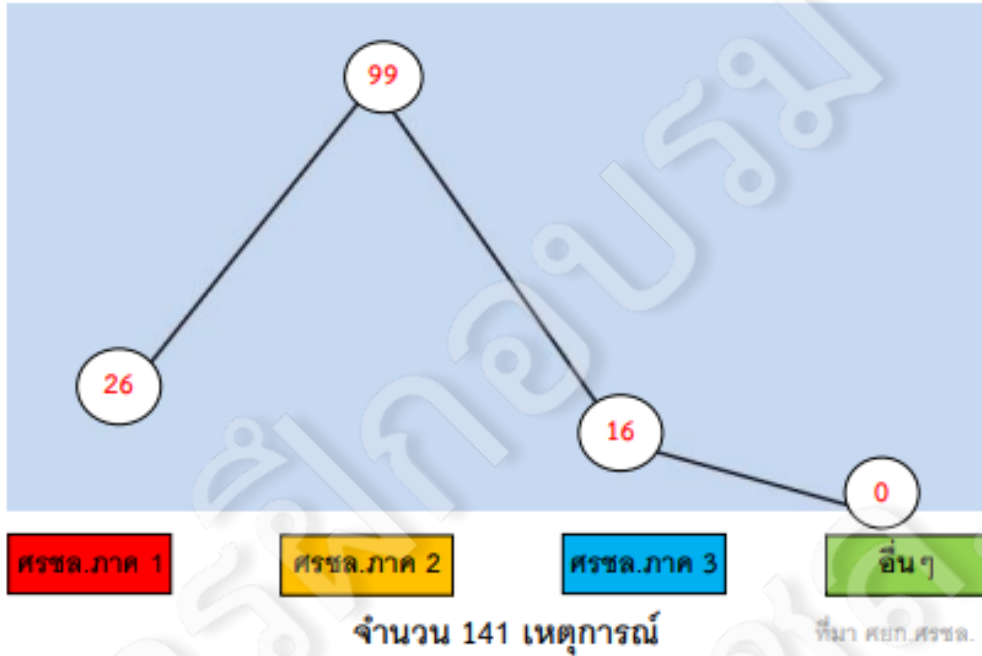 99
26
16
0
ศรชล.ภาค 1 ศรชล.ภาค 2 ศรชล.ภาค 3 อื่นๆ
จำนวน 141 เหตุการณ์
ที่มา ศยก.ศรชล.